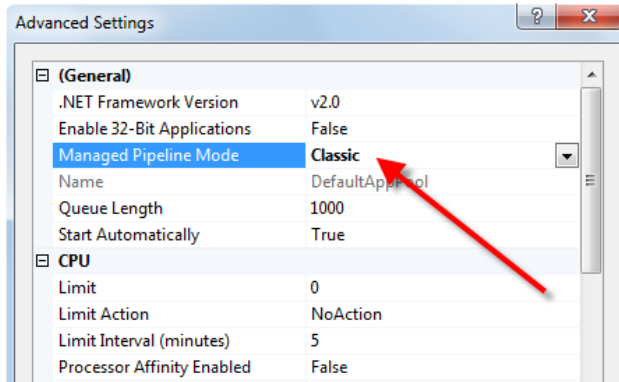 Advanced Settings
(General)
.NET Framework Version v2.0
Enable 32-Bit Applications False
Managed Pipeline Mode Classic
Name DefaultAppPool
Queue Length 1000
Start Automatically True
CPU
Limit 0
Limit Action NoAction
Limit Interval (minutes) 5
Processor Affinity Enabled False